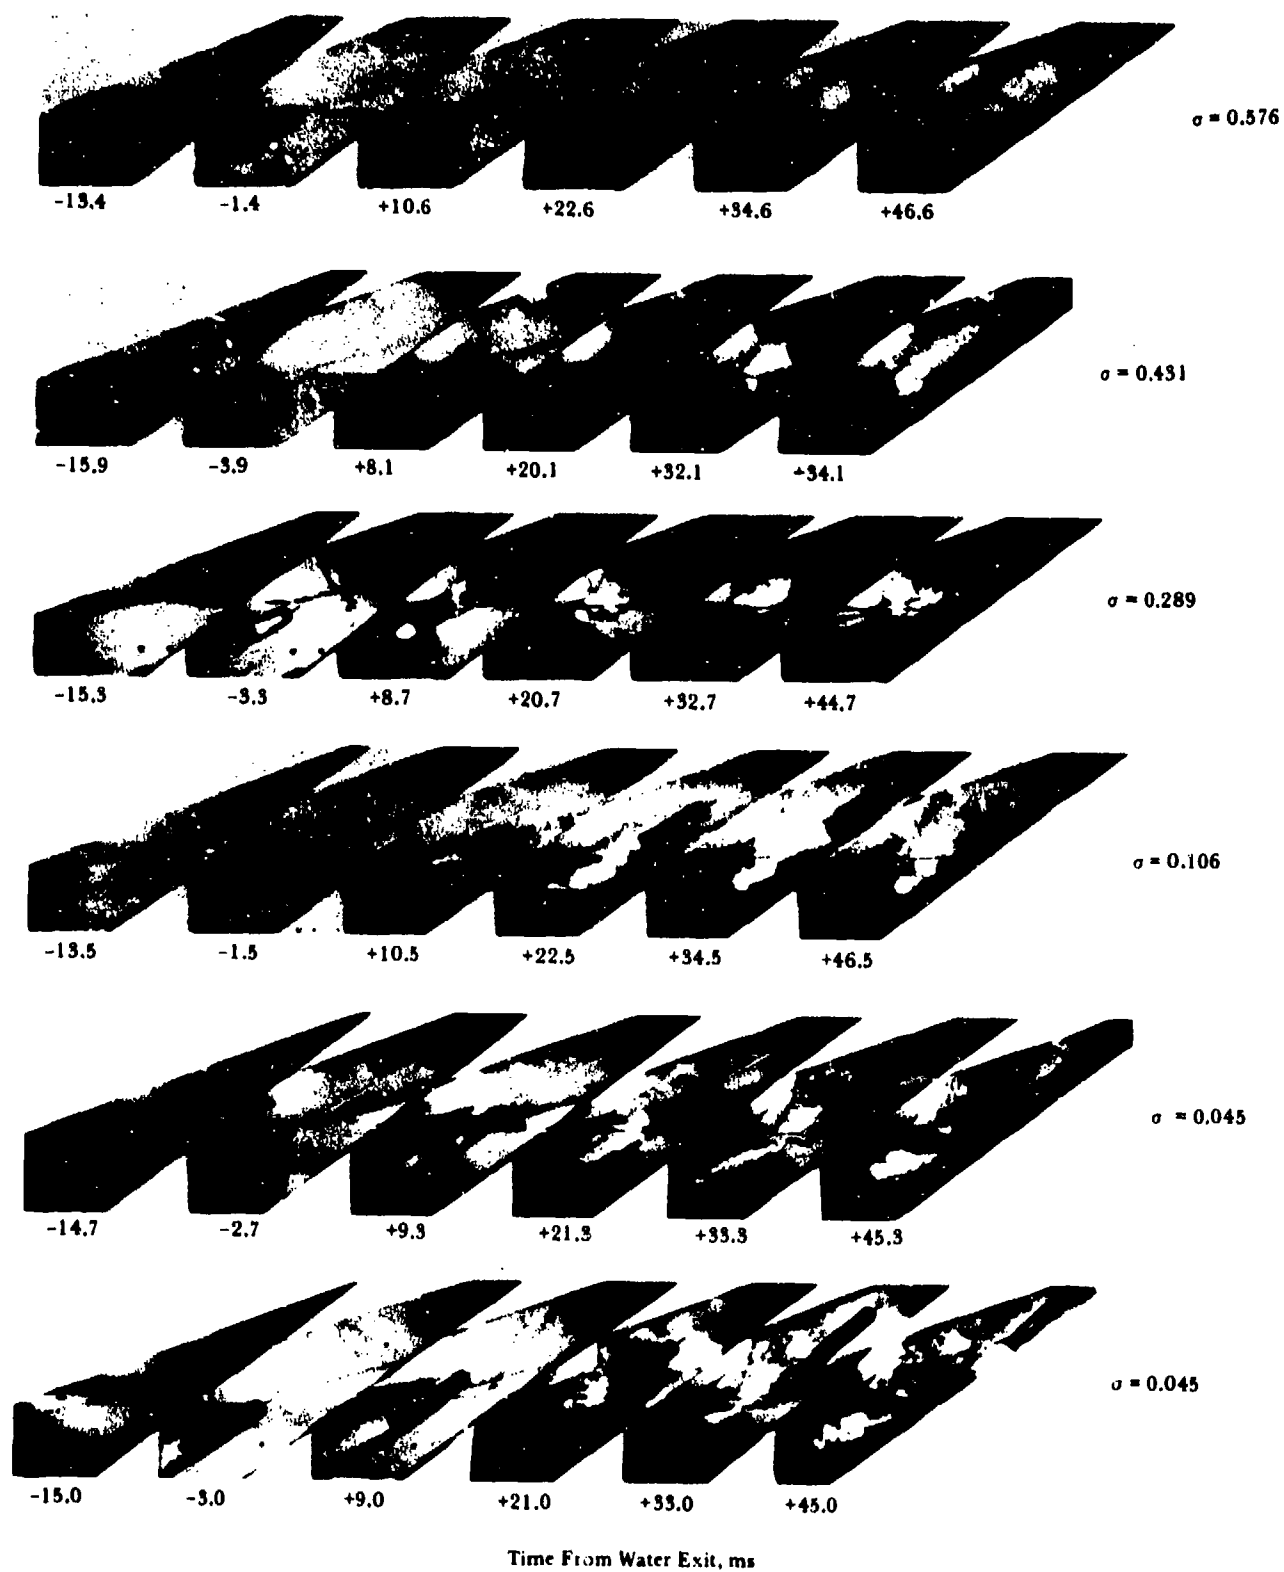 σ = 0.576
-13.4 -1.4 +10.6 +22.6 +34.6 +46.6
σ = 0.431
-15.9 -3.9 +8.1 +20.1 +32.1 +34.1
σ = 0.289
-15.3 -3.3 +8.7 +20.7 +32.7 +44.7
σ = 0.106
-13.5 -1.5 +10.5 +22.5 +34.5 +46.5
σ = 0.045
-14.7 -2.7 +9.3 +21.3 +33.3 +45.3
σ = 0.045
-15.0 -3.0 +9.0 +21.0 +33.0 +45.0
Time From Water Exit, ms